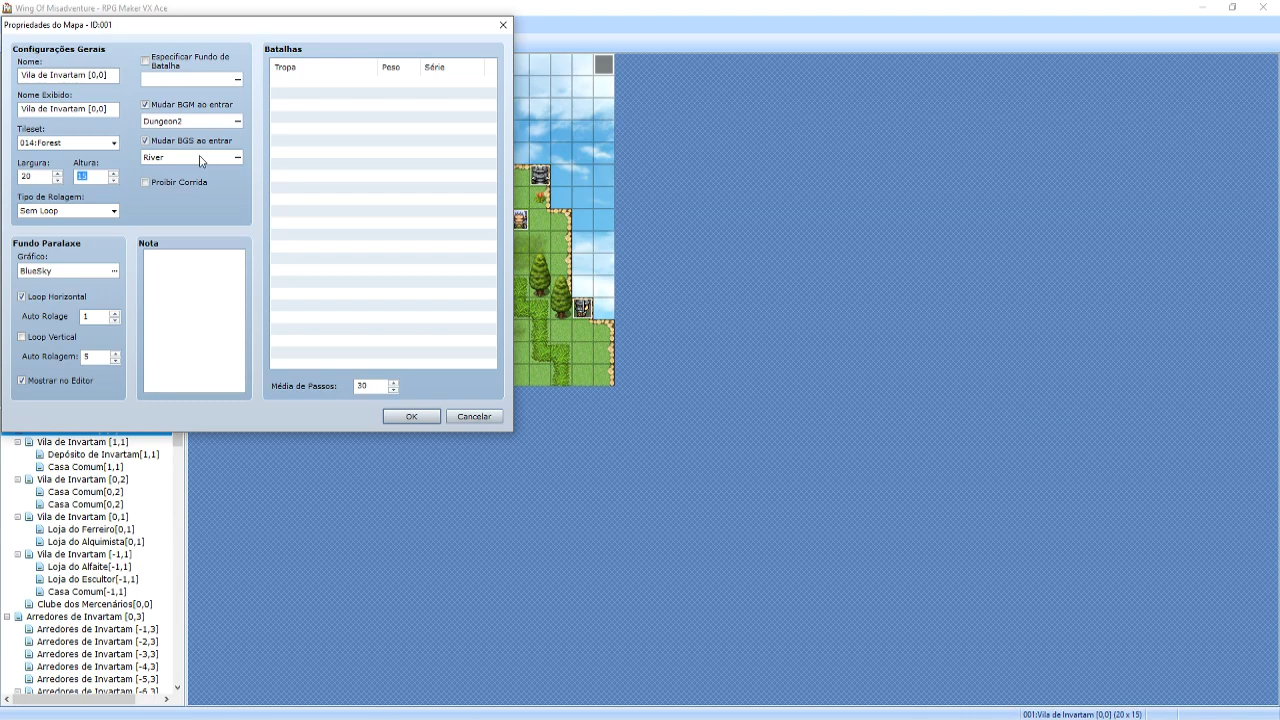 Wing Of Misadventure - RPG Maker VX Ace
Propriedades do Mapa - ID:001
Configurações Gerais
Nome:
Vila de Invartam [0,0]
Nome Exibido:
Vila de Invartam [0,0]
Tileset:
014:Forest
Largura:
Altura:
20
15
Tipo de Rolagem:
Sem Loop
Especificar Fundo de
Batalha
Mudar BGM ao entrar
Dungeon2
Mudar BGS ao entrar
River
Proibir Corrida
Fundo Paralaxe
Gráfico:
BlueSky
Loop Horizontal
Auto Rolage
1
Loop Vertical
Auto Rolagem:
5
Mostrar no Editor
Nota
Batalhas
Tropa
Peso
Série
Média de Passos:
30
OK
Cancelar
Vila de Invartam [1,1]
Depósito de Invartam[1,1]
Casa Comum[1,1]
Vila de Invartam [0,2]
Casa Comum[0,2]
Casa Comum[0,2]
Vila de Invartam [0,1]
Loja do Ferreiro[0,1]
Loja do Alquimista[0,1]
Vila de Invartam [-1,1]
Loja do Alfaite[-1,1]
Loja do Escultor[-1,1]
Casa Comum[-1,1]
Clube dos Mercenários[0,0]
Arredores de Invartam [0,3]
Arredores de Invartam [-1,3]
Arredores de Invartam [-2,3]
Arredores de Invartam [-3,3]
Arredores de Invartam [-4,3]
Arredores de Invartam [-5,3]
Arredores de Invartam [-6,3]
001:Vila de Invartam [0,0] (20 x 15)